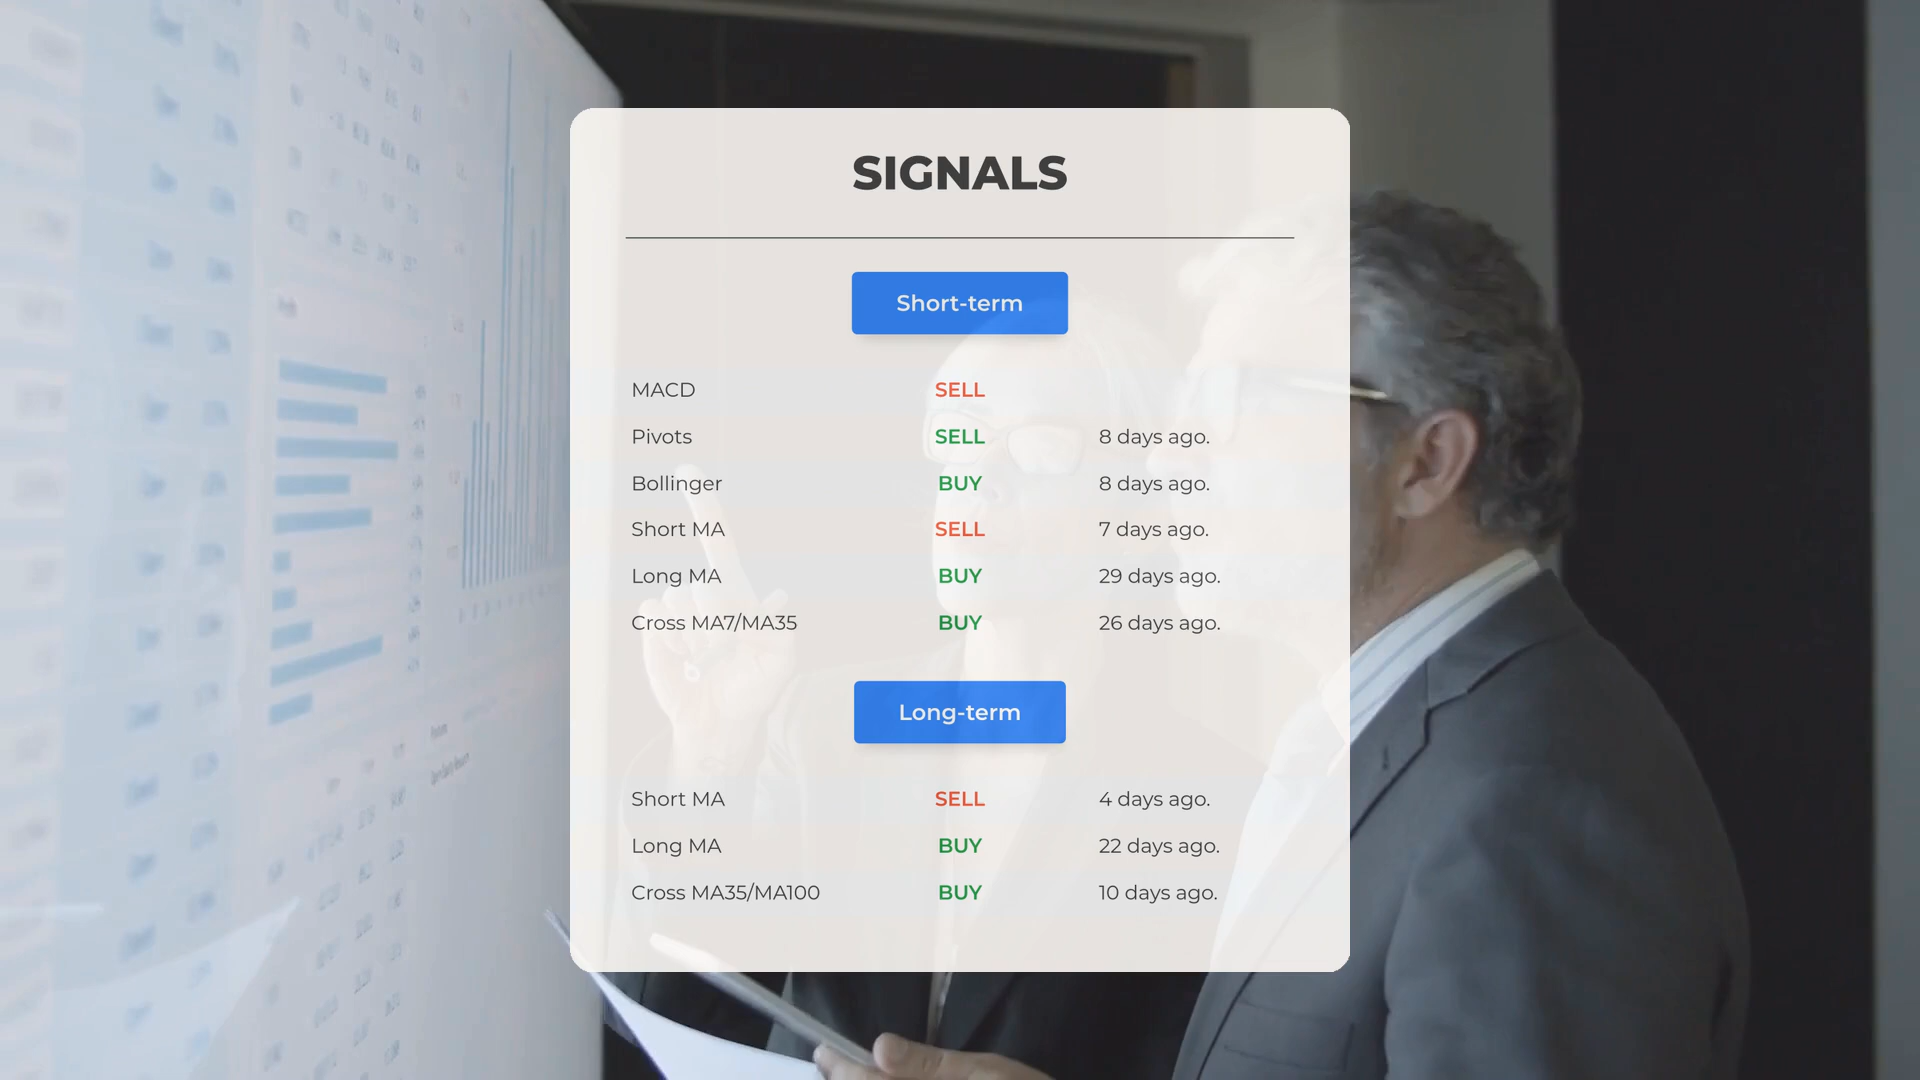 SIGNALS
Short-term
MACD SELL
Pivots SELL 8 days ago.
Bollinger BUY 8 days ago.
Short MA SELL 7 days ago.
Long MA BUY 29 days ago.
Cross MA7/MA35 BUY 26 days ago.
Long-term
Short MA SELL 4 days ago.
Long MA BUY 22 days ago.
Cross MA35/MA100 BUY 10 days ago.